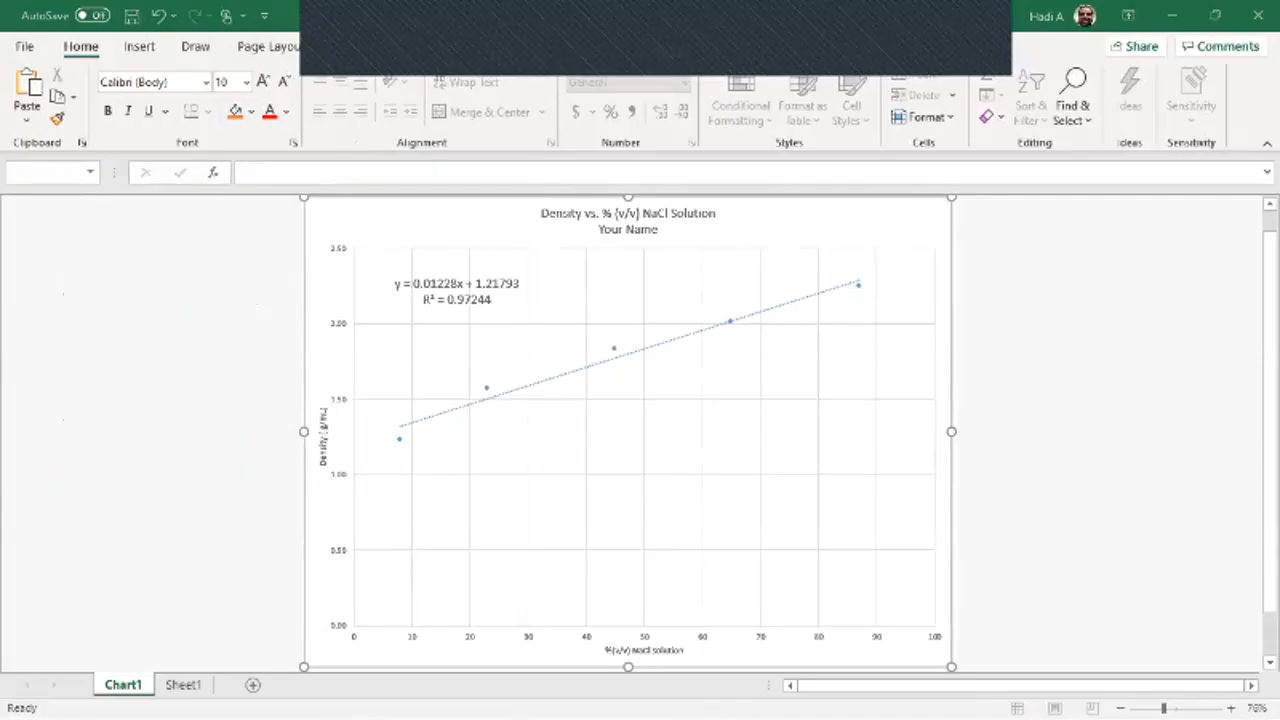 AutoSave Off
Hadi A
File Home Insert Draw Page Layou
Share Comments
Paste
Calibri (Body) 10
B I U
Wrap Text
Merge & Center
General
$ % ,
Conditional Formatting
Format as Table
Cell Styles
Delete
Format
Sort & Filter
Find & Select
Ideas
Sensitivity
Clipboard Font Alignment Number Styles Cells Editing Ideas Sensitivity
fx
Density vs. % (v/v) NaCl Solution
Your Name
y = 0.01228x + 1.21793
R² = 0.97244
2.50
2.00
1.50
1.00
0.50
0.00
Density (g/mL)
0 10 20 30 40 50 60 70 80 90 100
%(v/v) NaCl solution
Chart1 Sheet1
Ready
76%